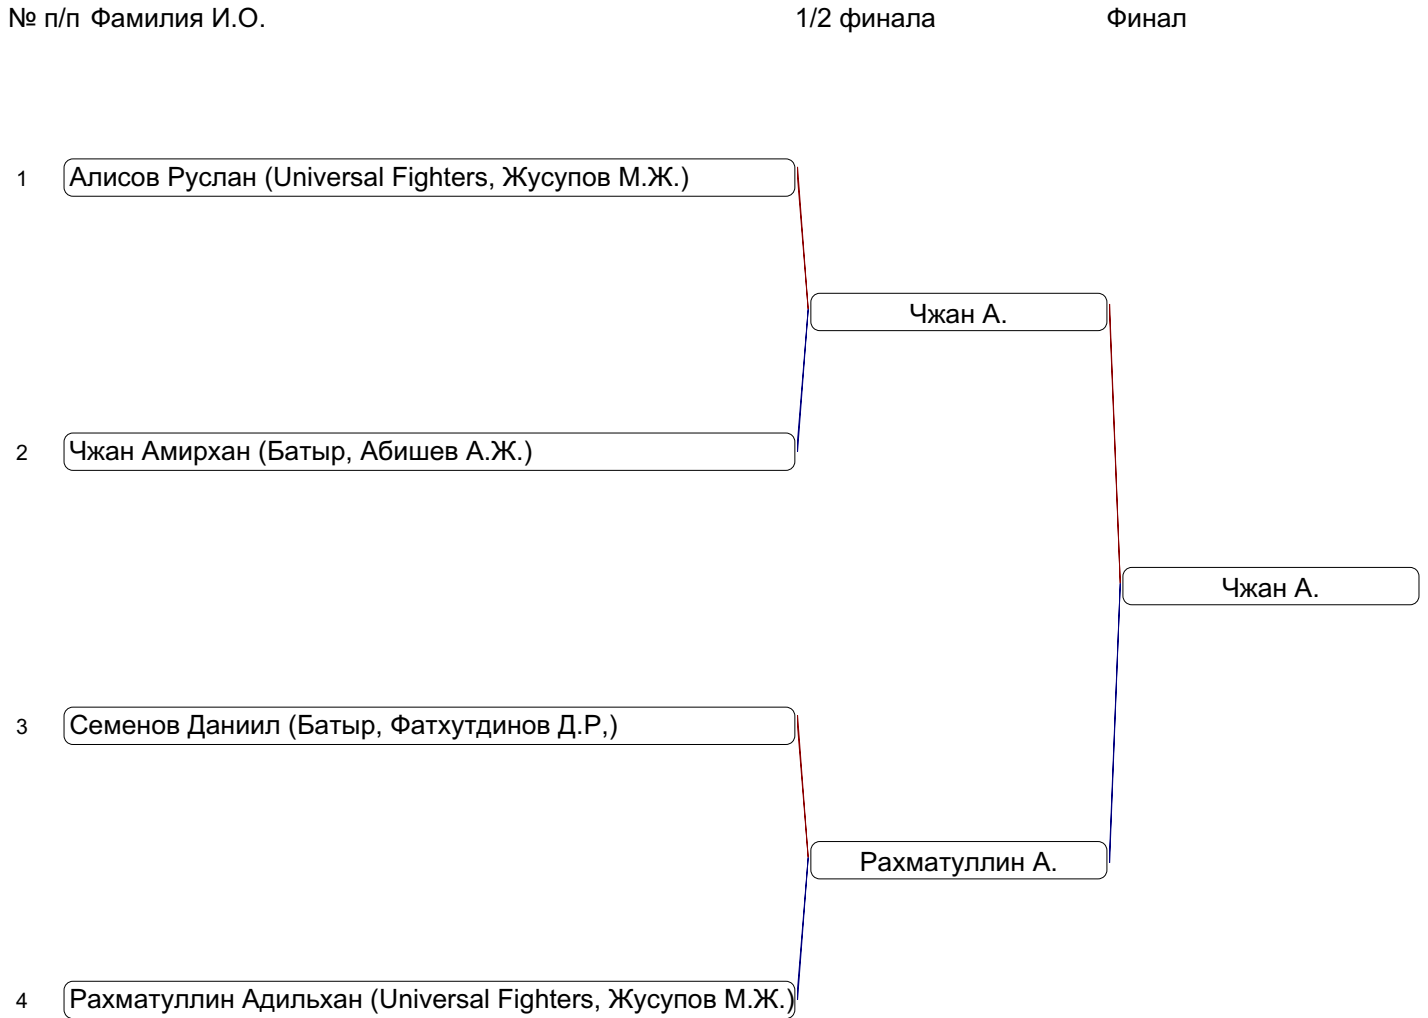 № п/п Фамилия И.О. 1/2 финала Финал
1 Алисов Руслан (Universal Fighters, Жусупов М.Ж.)
Чжан А.
2 Чжан Амирхан (Батыр, Абишев А.Ж.)
Чжан А.
3 Семенов Даниил (Батыр, Фатхутдинов Д.Р,)
Рахматуллин А.
4 Рахматуллин Адильхан (Universal Fighters, Жусупов М.Ж.)